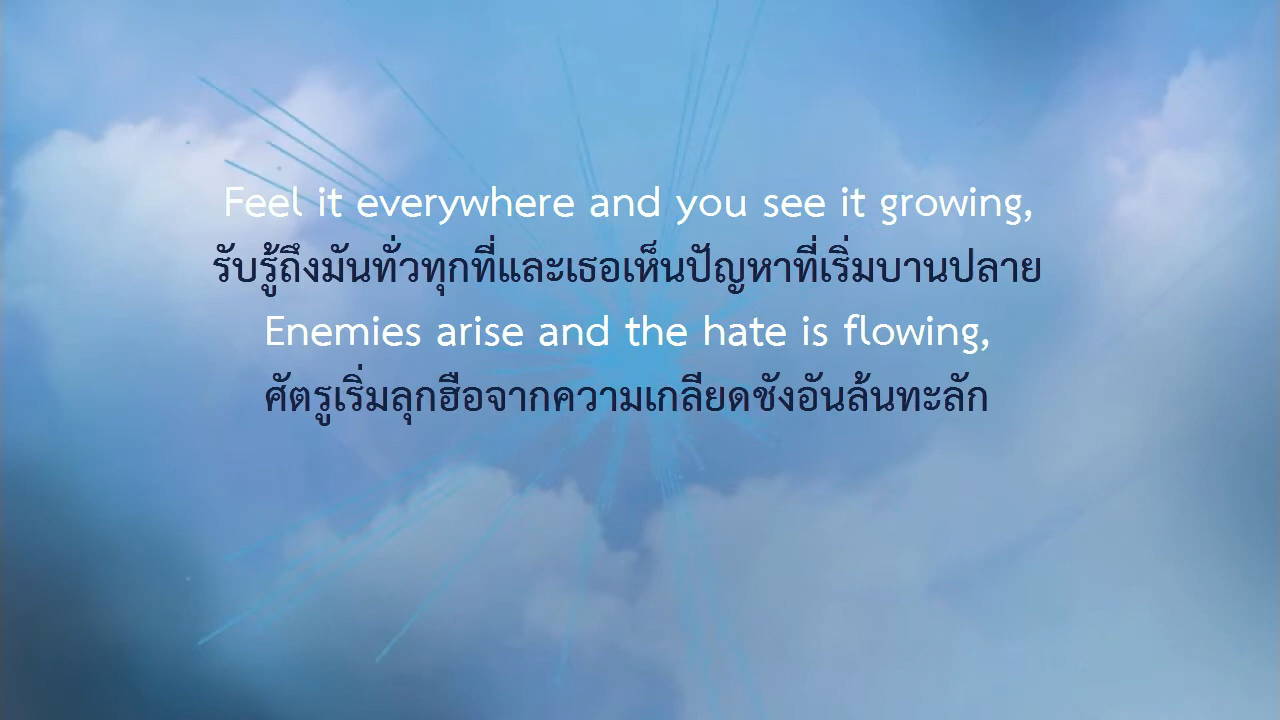 Feel it everywhere and you see it growing,
รับรู้ถึงมันทั่วทุกที่และเธอเห็นปัญหาที่เริ่มบานปลาย
Enemies arise and the hate is flowing,
ศัตรูเริ่มลุกฮือจากความเกลียดชังอันล้นทะลัก